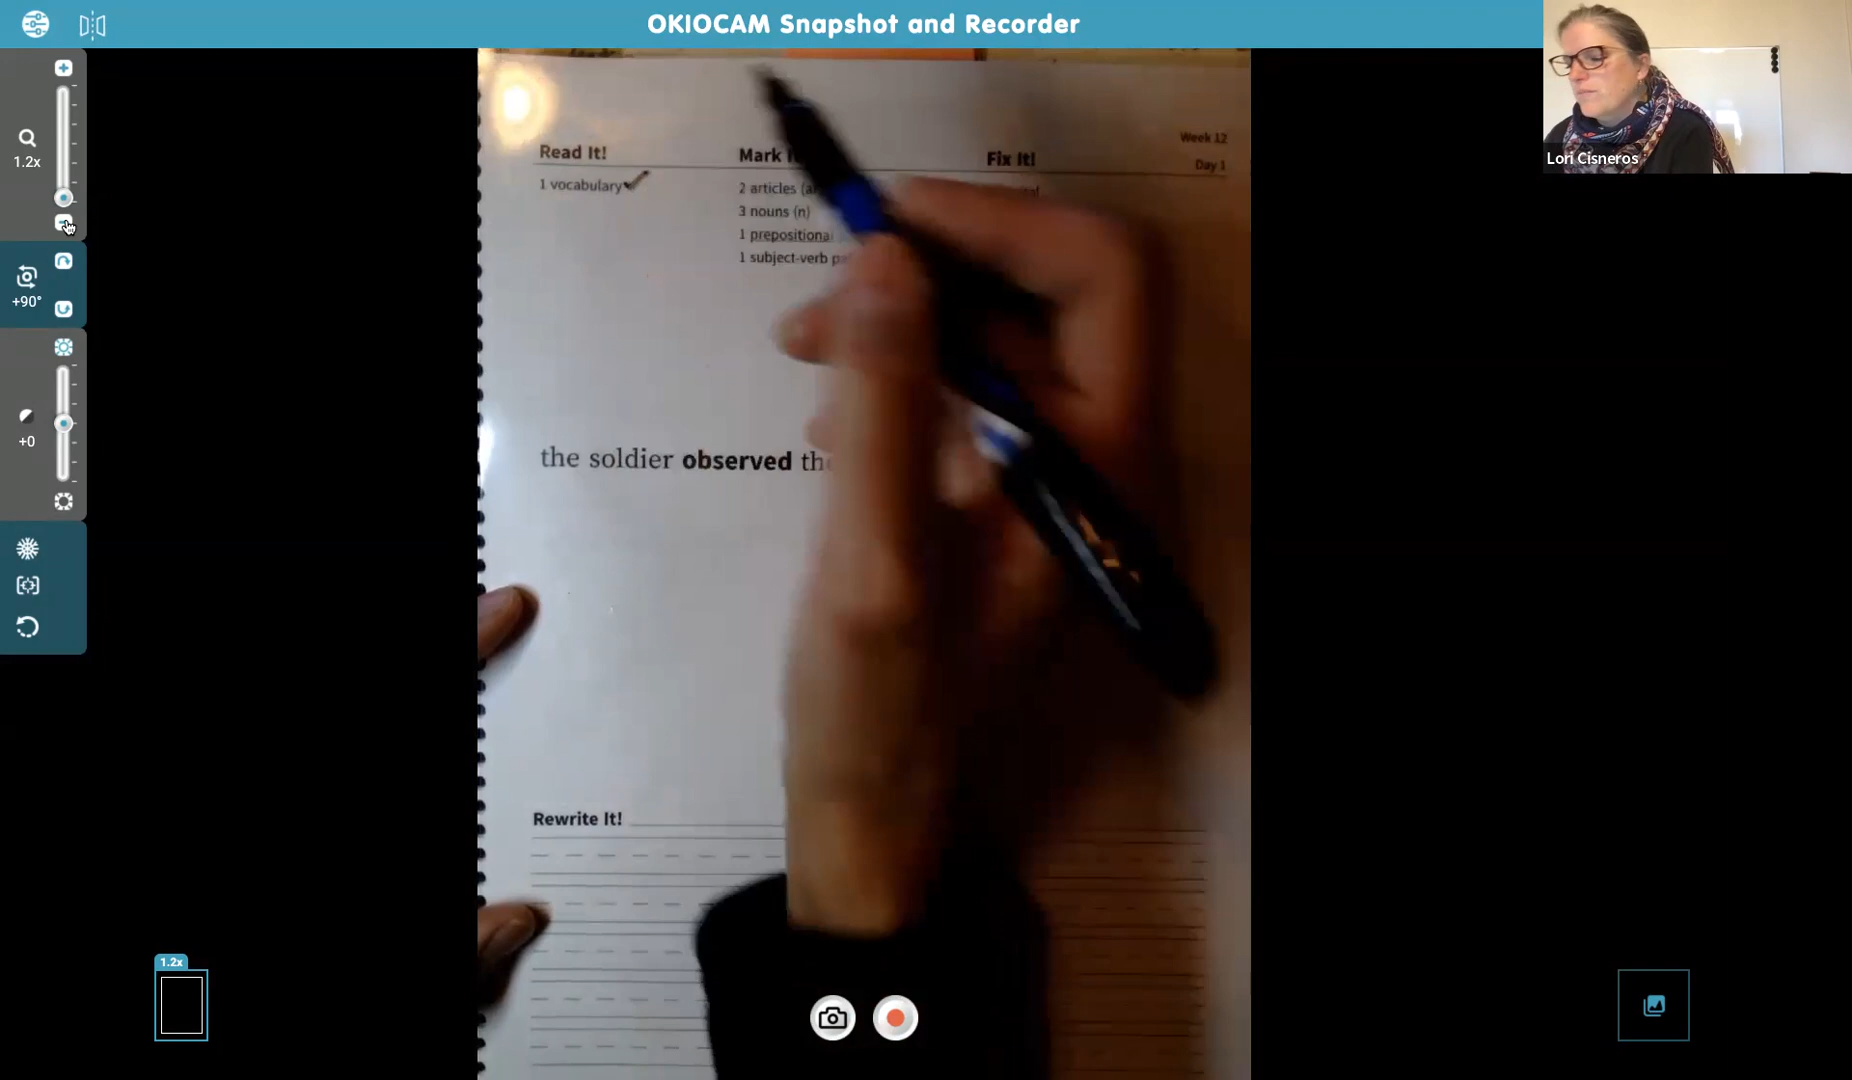 OKIOCAM Snapshot and Recorder
Lori Cisneros
1.2x
+90°
+0
Week 12
Day 1
Read It!
Mark
Fix It!
1 vocabulary
2 articles
3 nouns (n)
1 prepositional
1 subject-verb
the soldier observed
Rewrite It!
1.2x